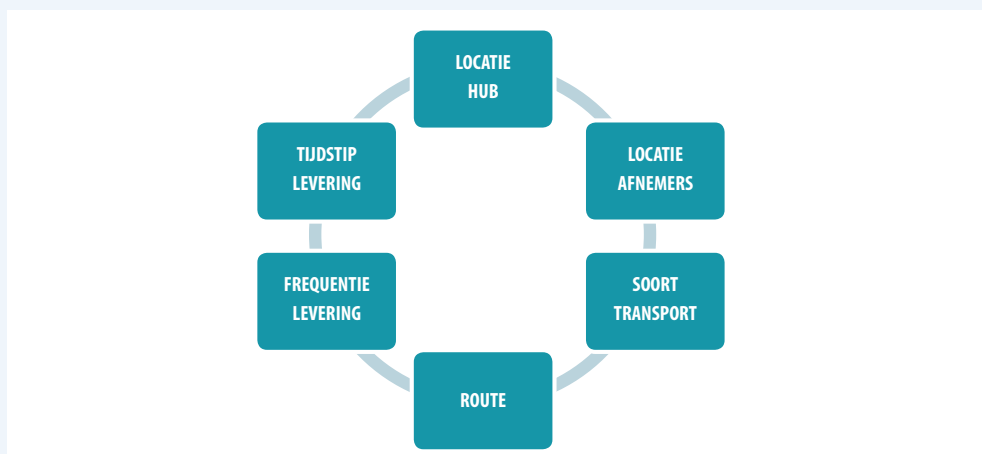 LOCATIE
HUB
LOCATIE
AFNEMERS
SOORT
TRANSPORT
ROUTE
FREQUENTIE
LEVERING
TIJDSTIP
LEVERING